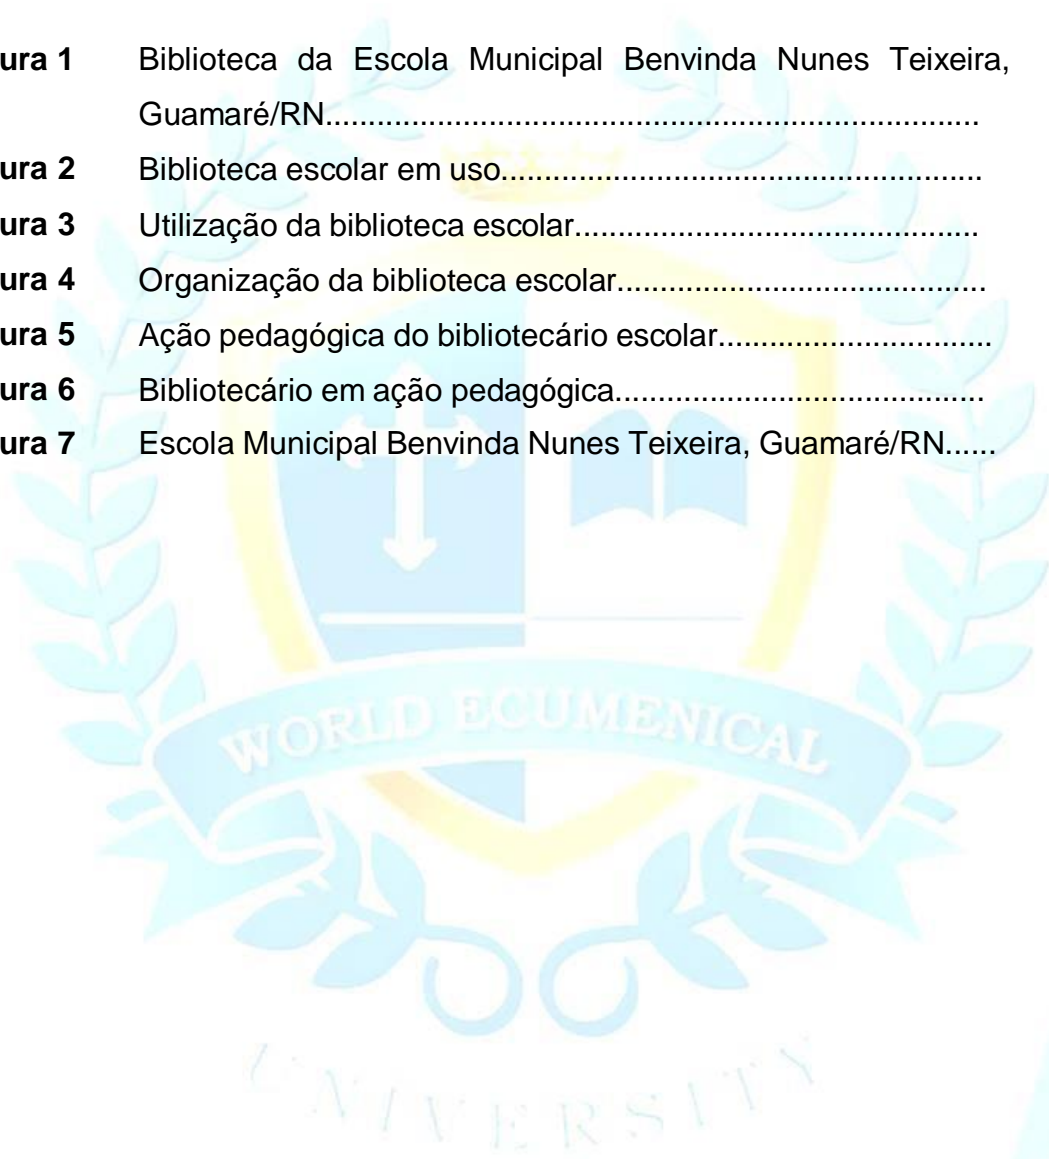 ura 1 Biblioteca da Escola Municipal Benvinda Nunes Teixeira,
Guamaré/RN...........................................................................
ura 2 Biblioteca escolar em uso.......................................................
ura 3 Utilização da biblioteca escolar..............................................
ura 4 Organização da biblioteca escolar..........................................
ura 5 Ação pedagógica do bibliotecário escolar...............................
ura 6 Bibliotecário em ação pedagógica..........................................
ura 7 Escola Municipal Benvinda Nunes Teixeira, Guamaré/RN......
WORLD ECUMENICAL
UNIVERSITY